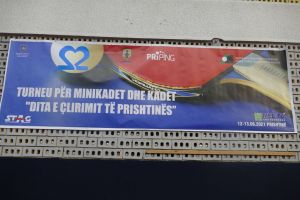 PRIPING
TURNEU PËR MINIKADET DHE KADET
"DITA E ÇLIRIMIT TË PRISHTINËS"
STAG
12-13.06.2021 PRISHTINË